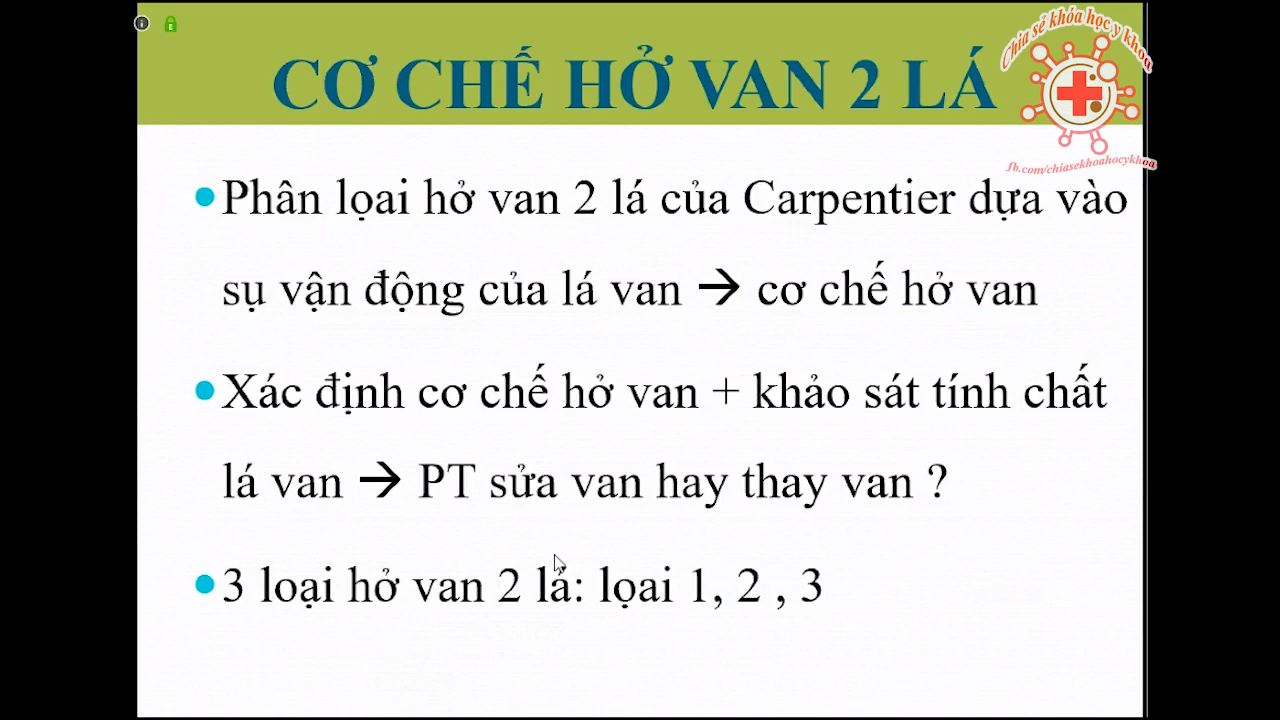 Chia sẻ khóa học y khoa
CƠ CHẾ HỞ VAN 2 LÁ
fb.com/chiasekhoahocykhoa
Phân lọai hở van 2 lá của Carpentier dựa vào
sụ vận động của lá van → cơ chế hở van
Xác định cơ chế hở van + khảo sát tính chất
lá van → PT sửa van hay thay van ?
3 loại hở van 2 lá: lọai 1, 2 , 3